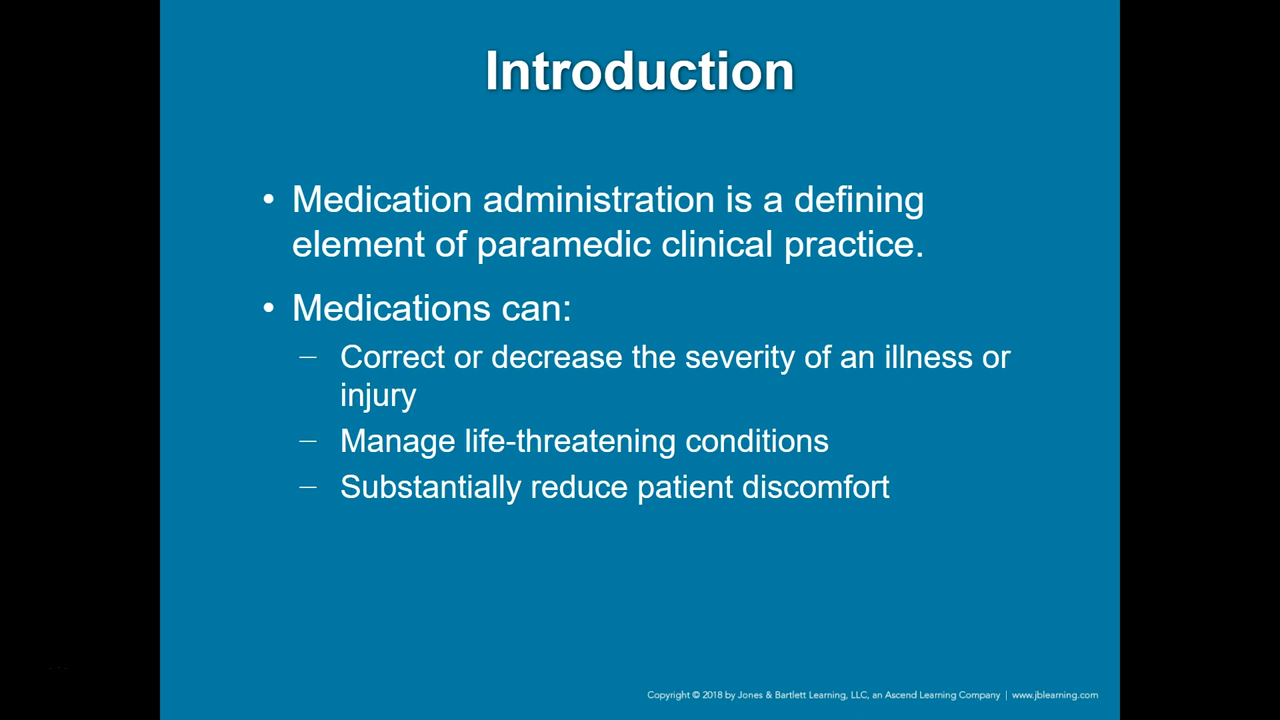 Introduction
• Medication administration is a defining
element of paramedic clinical practice.
• Medications can:
– Correct or decrease the severity of an illness or
injury
– Manage life-threatening conditions
– Substantially reduce patient discomfort
Copyright © 2018 by Jones & Bartlett Learning, LLC, an Ascend Learning Company | www.jblearning.com